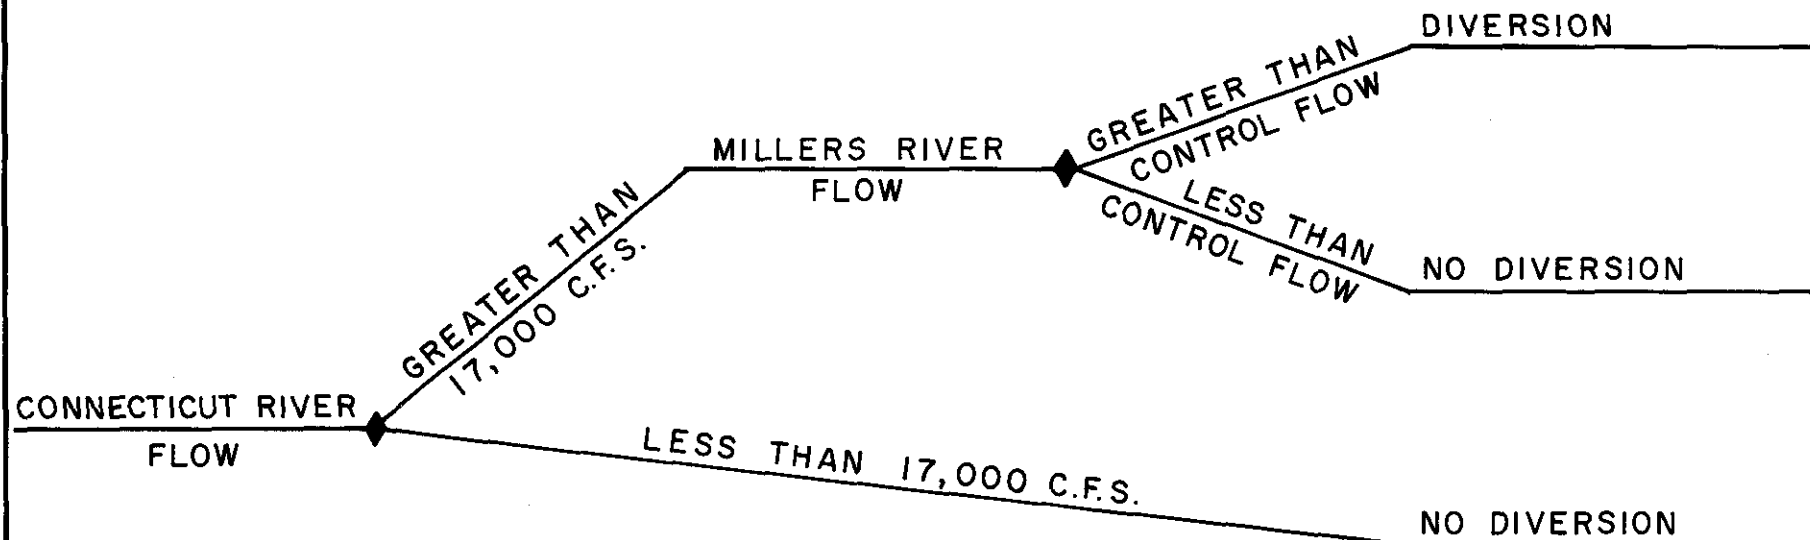 DIVERSION
GREATER THAN
CONTROL FLOW
MILLERS RIVER
FLOW
LESS THAN
CONTROL FLOW
NO DIVERSION
GREATER THAN
17,000 C.F.S.
CONNECTICUT RIVER
FLOW
LESS THAN 17,000 C.F.S.
NO DIVERSION